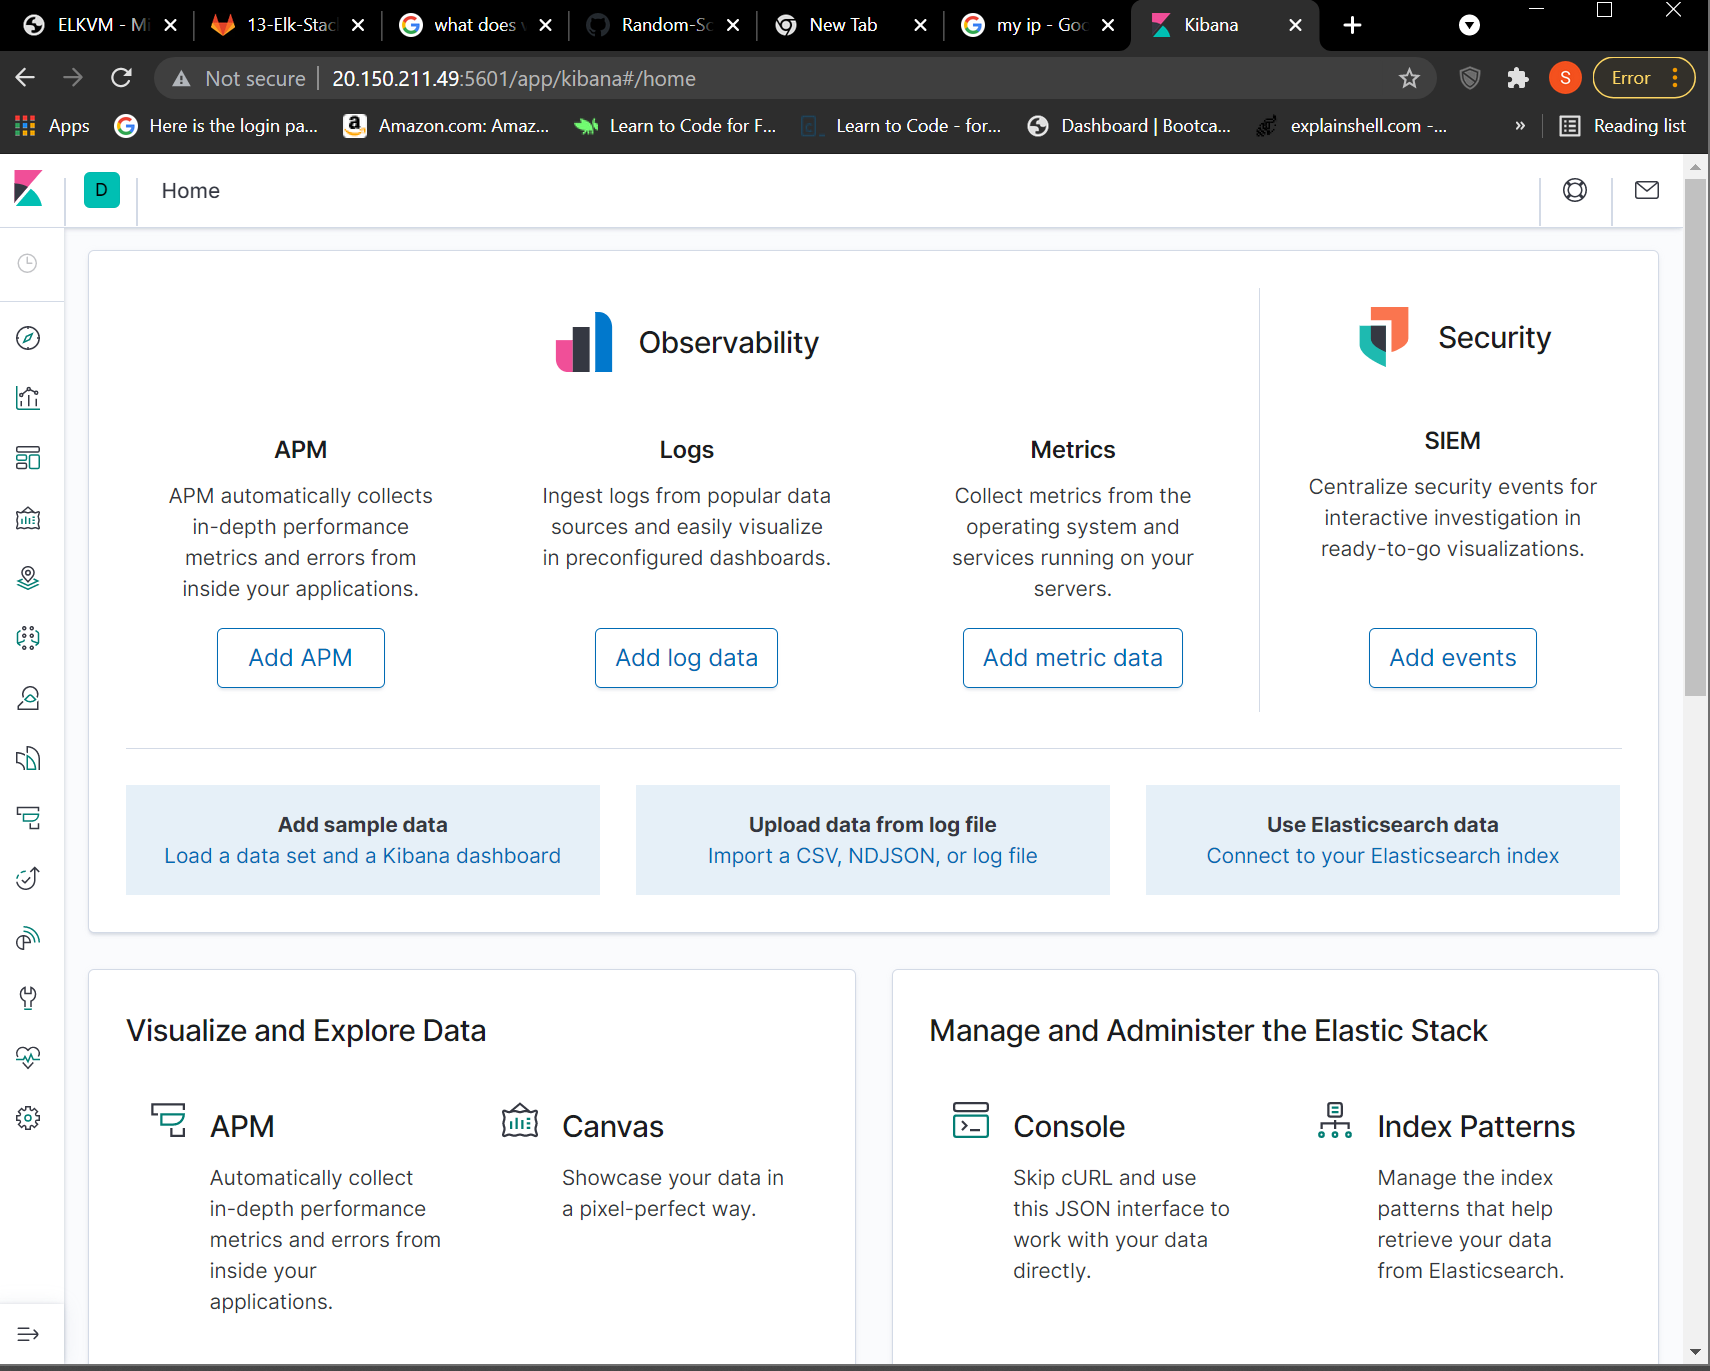 ELKVM - Mi
13-Elk-Stac
what does
Random-Sc
New Tab
my ip - Goo
Kibana
Not secure
20.150.211.49:5601/app/kibana#/home
S
Error
Apps
Here is the login pa...
Amazon.com: Amaz...
Learn to Code for F...
Learn to Code - for...
Dashboard | Bootca...
explainshell.com -...
»
Reading list
D
Home
Observability
Security
APM
APM automatically collects
in-depth performance
metrics and errors from
inside your applications.
Add APM
Logs
Ingest logs from popular data
sources and easily visualize
in preconfigured dashboards.
Add log data
Metrics
Collect metrics from the
operating system and
services running on your
servers.
Add metric data
SIEM
Centralize security events for
interactive investigation in
ready-to-go visualizations.
Add events
Add sample data
Load a data set and a Kibana dashboard
Upload data from log file
Import a CSV, NDJSON, or log file
Use Elasticsearch data
Connect to your Elasticsearch index
Visualize and Explore Data
APM
Automatically collect
in-depth performance
metrics and errors from
inside your
applications.
Canvas
Showcase your data in
a pixel-perfect way.
Manage and Administer the Elastic Stack
Console
Skip cURL and use
this JSON interface to
work with your data
directly.
Index Patterns
Manage the index
patterns that help
retrieve your data
from Elasticsearch.